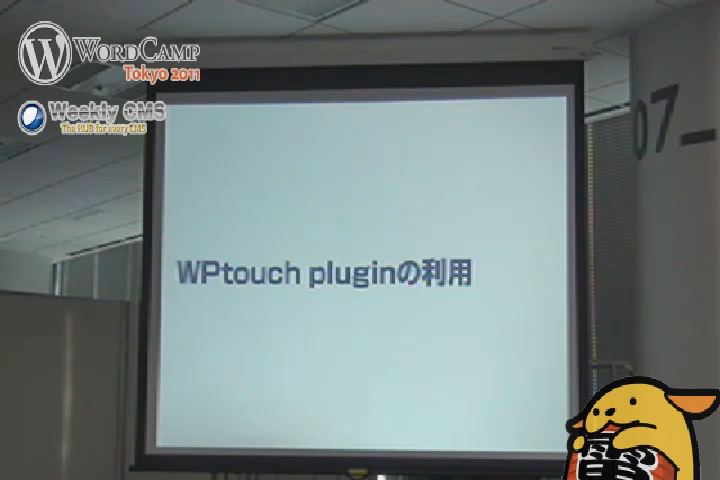 WORDCAMP
Tokyo 2011
Weekly CMS
The HUB for every CMS
07-
WPtouch pluginの利用